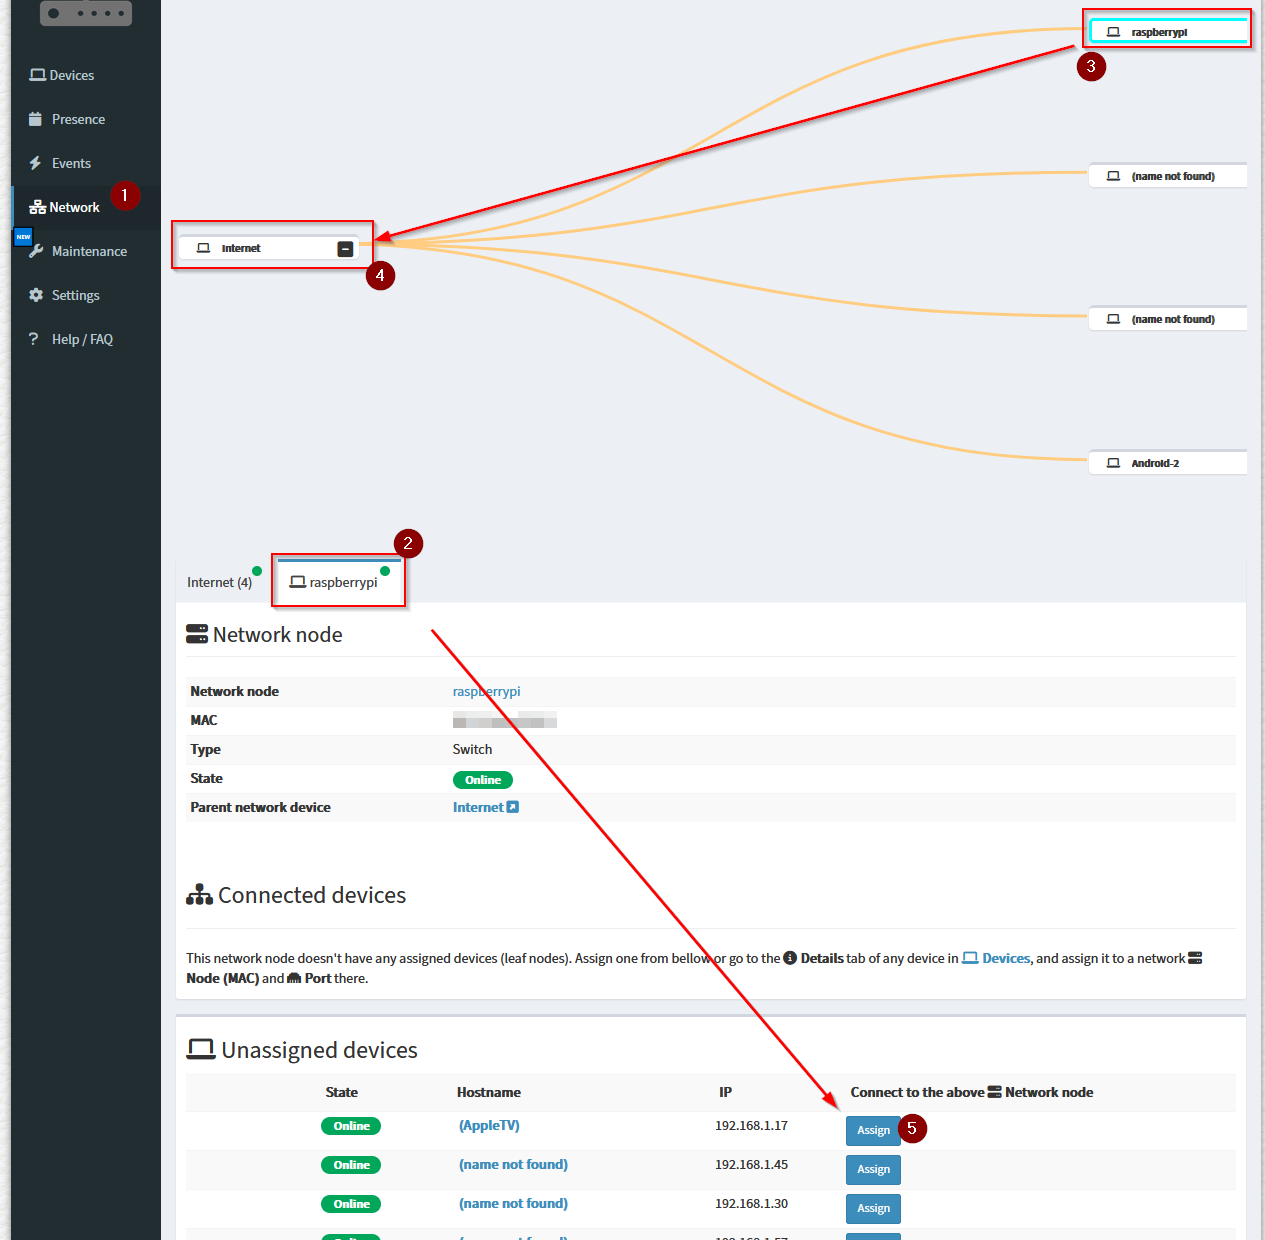 raspberrypi
3
Devices
Presence
(name not found)
Events
1
Network
NEW
Internet
Maintenance
4
Settings
(name not found)
Help / FAQ
Android-2
2
Internet (4)
raspberrypi
Network node
Network node raspberrypi
MAC
Type Switch
State Online
Parent network device Internet
Connected devices
This network node doesn't have any assigned devices (leaf nodes). Assign one from bellow or go to the Details tab of any device in Devices, and assign it to a network
Node (MAC) and Port there.
Unassigned devices
State Hostname IP Connect to the above Network node
Online (AppleTV) 192.168.1.17 Assign 5
Online (name not found) 192.168.1.45 Assign
Online (name not found) 192.168.1.30 Assign